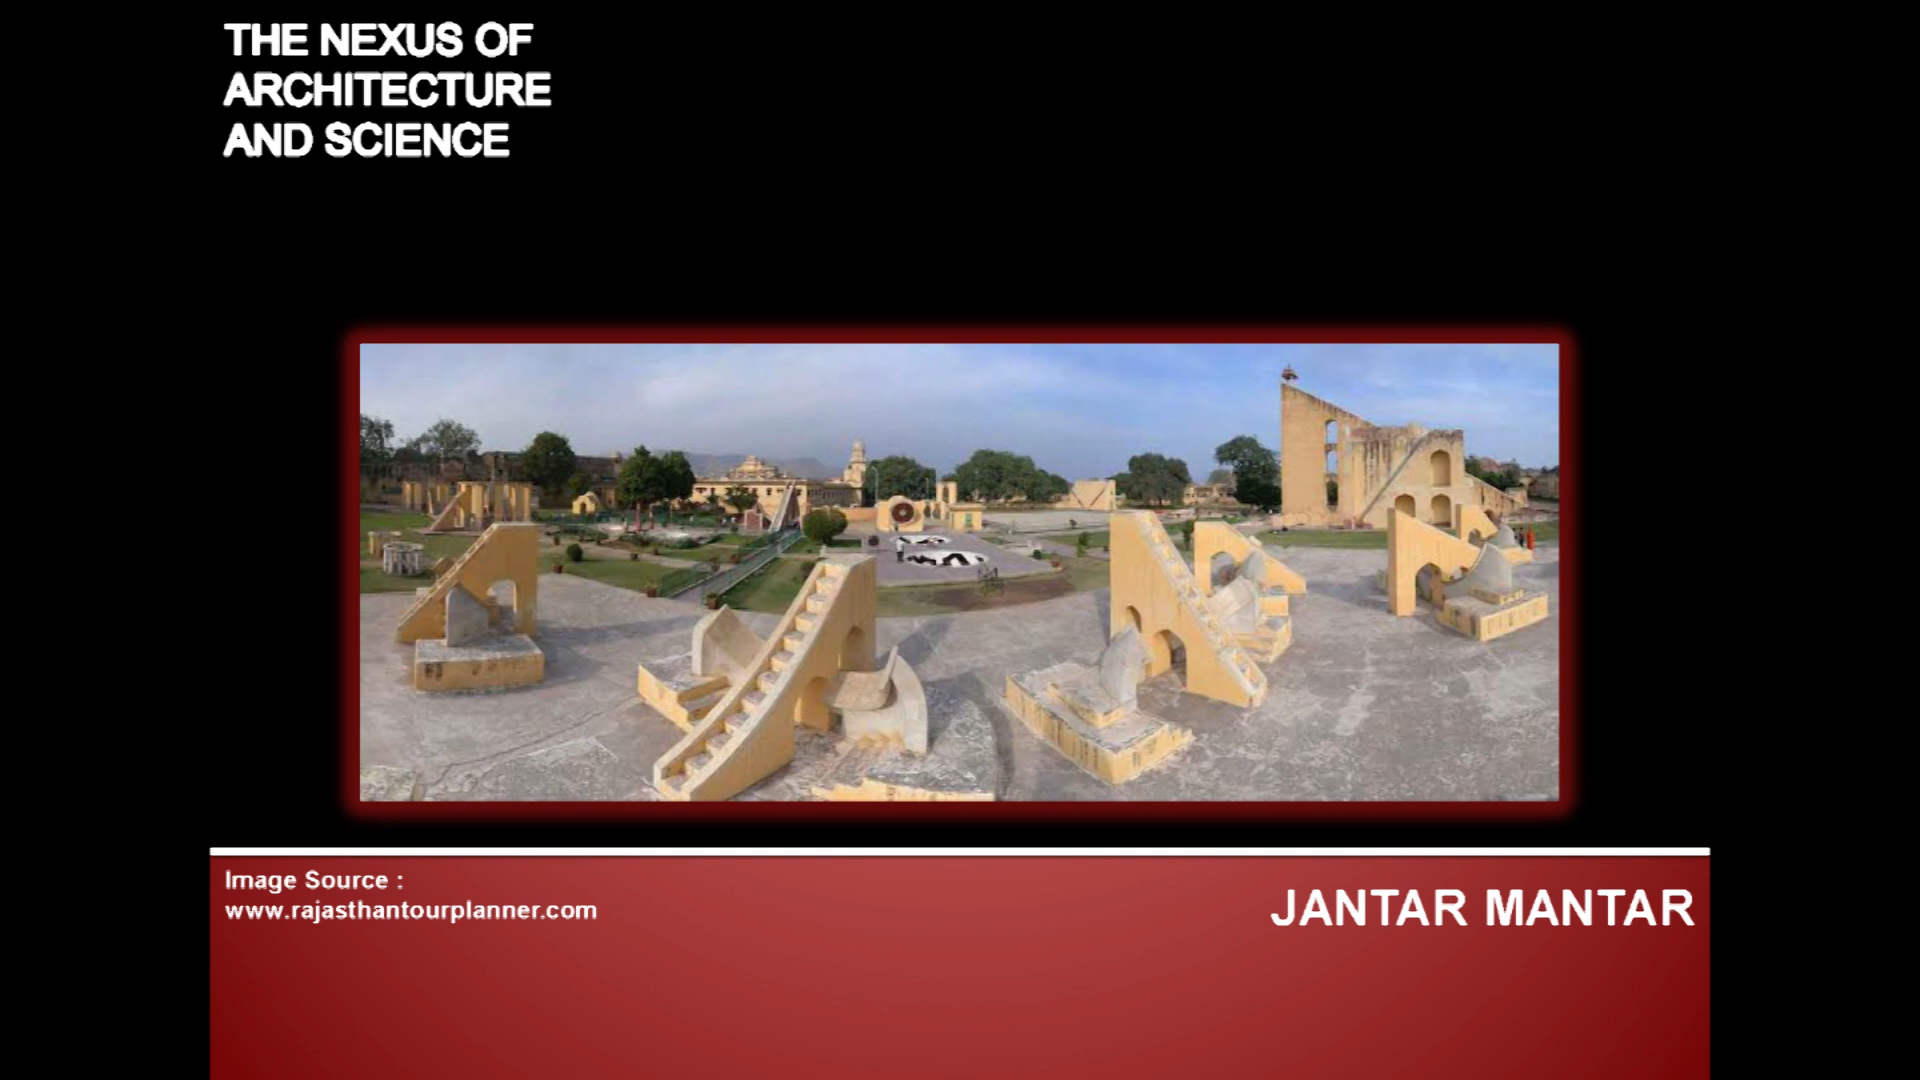 THE NEXUS OF
ARCHITECTURE
AND SCIENCE
Image Source :
www.rajasthantourplanner.com
JANTAR MANTAR